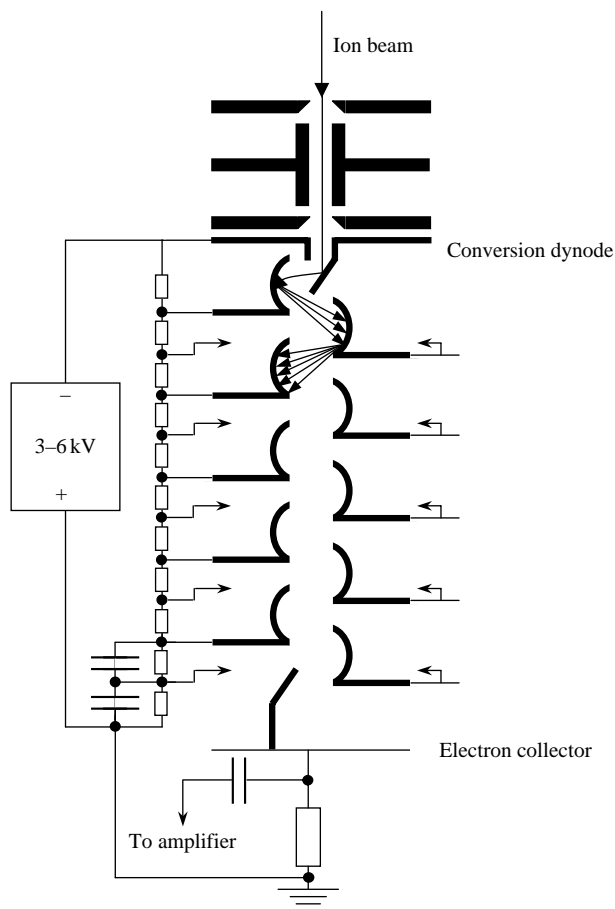 Ion beam
Conversion dynode
−
3–6 kV
+
Electron collector
To amplifier